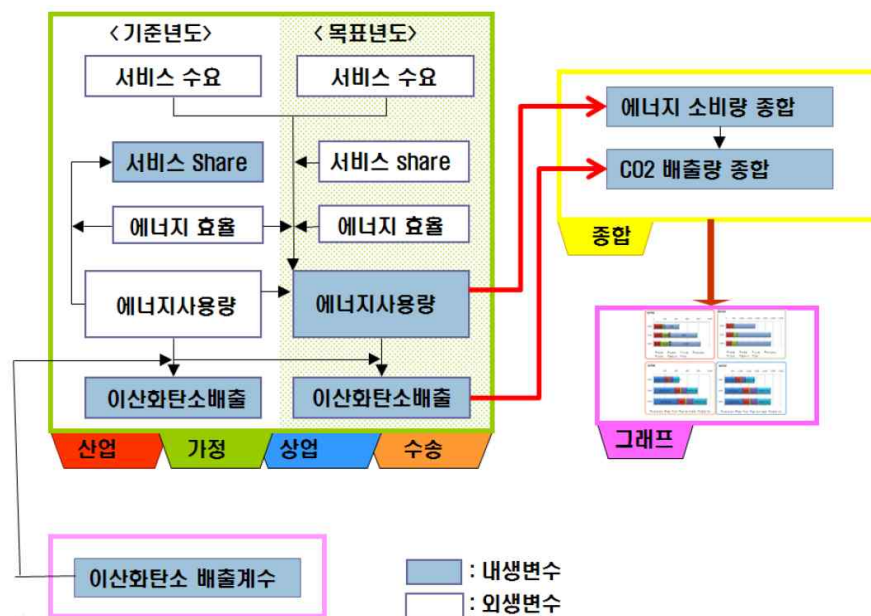 <기준년도>
<목표년도>
서비스 수요
서비스 수요
서비스 Share
서비스 share
에너지 효율
에너지 효율
에너지사용량
에너지사용량
이산화탄소배출
이산화탄소배출
산업
가정
상업
수송
에너지 소비량 종합
CO2 배출량 종합
종합
그래프
이산화탄소 배출계수
: 내생변수
: 외생변수